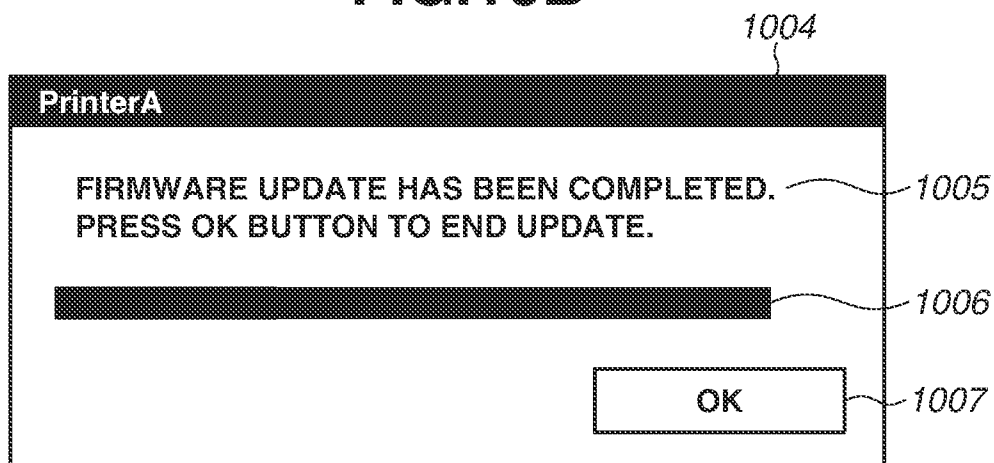 1004
PrinterA
FIRMWARE UPDATE HAS BEEN COMPLETED. 1005
PRESS OK BUTTON TO END UPDATE.
1006
OK 1007